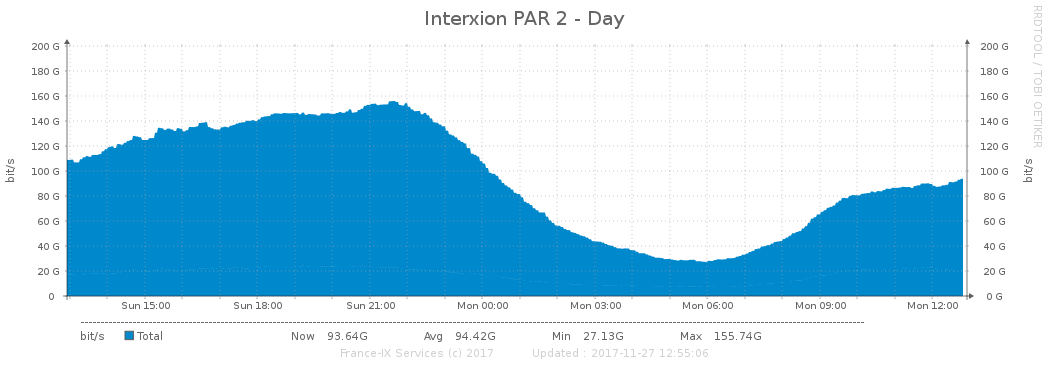 Interxion PAR 2 - Day
RRDTOOL / TOBI OETIKER
200 G 200 G
180 G 180 G
160 G 160 G
140 G 140 G
120 G 120 G
100 G 100 G
80 G 80 G
60 G 60 G
40 G 40 G
20 G 20 G
0 0 G
bit/s bit/s
Sun 15:00 Sun 18:00 Sun 21:00 Mon 00:00 Mon 03:00 Mon 06:00 Mon 09:00 Mon 12:00
bit/s Total Now 93.64G Avg 94.42G Min 27.13G Max 155.74G
France-IX Services (c) 2017 Updated : 2017-11-27 12:55:06